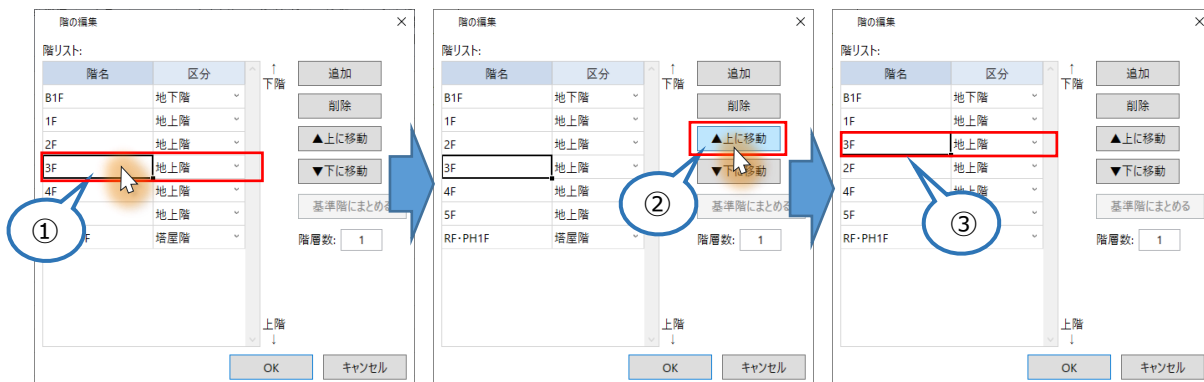 階の編集 ×
階リスト:
階名 区分
↑
下階
追加
B1F 地下階
削除
1F 地上階
2F 地上階
▲上に移動
3F 地上階
▼下に移動
4F 地上階
地上階
基準階にまとめる
F 塔屋階
階層数: 1
①
上階
↓
OK キャンセル
階の編集 ×
階リスト:
階名 区分
↑
下階
追加
B1F 地下階
削除
1F 地上階
2F 地上階
▲上に移動
3F 地上階
▼下に移動
4F 地上階
5F 地上階
基準階にまとめる
RF・PH1F 塔屋階
階層数: 1
②
上階
↓
OK キャンセル
階の編集 ×
階リスト:
階名 区分
↑
下階
追加
B1F 地下階
削除
1F 地上階
3F 地上階
▲上に移動
2F 地上階
▼下に移動
4F 地上階
5F
基準階にまとめる
RF・PH1F 塔屋階
階層数: 1
③
上階
↓
OK キャンセル